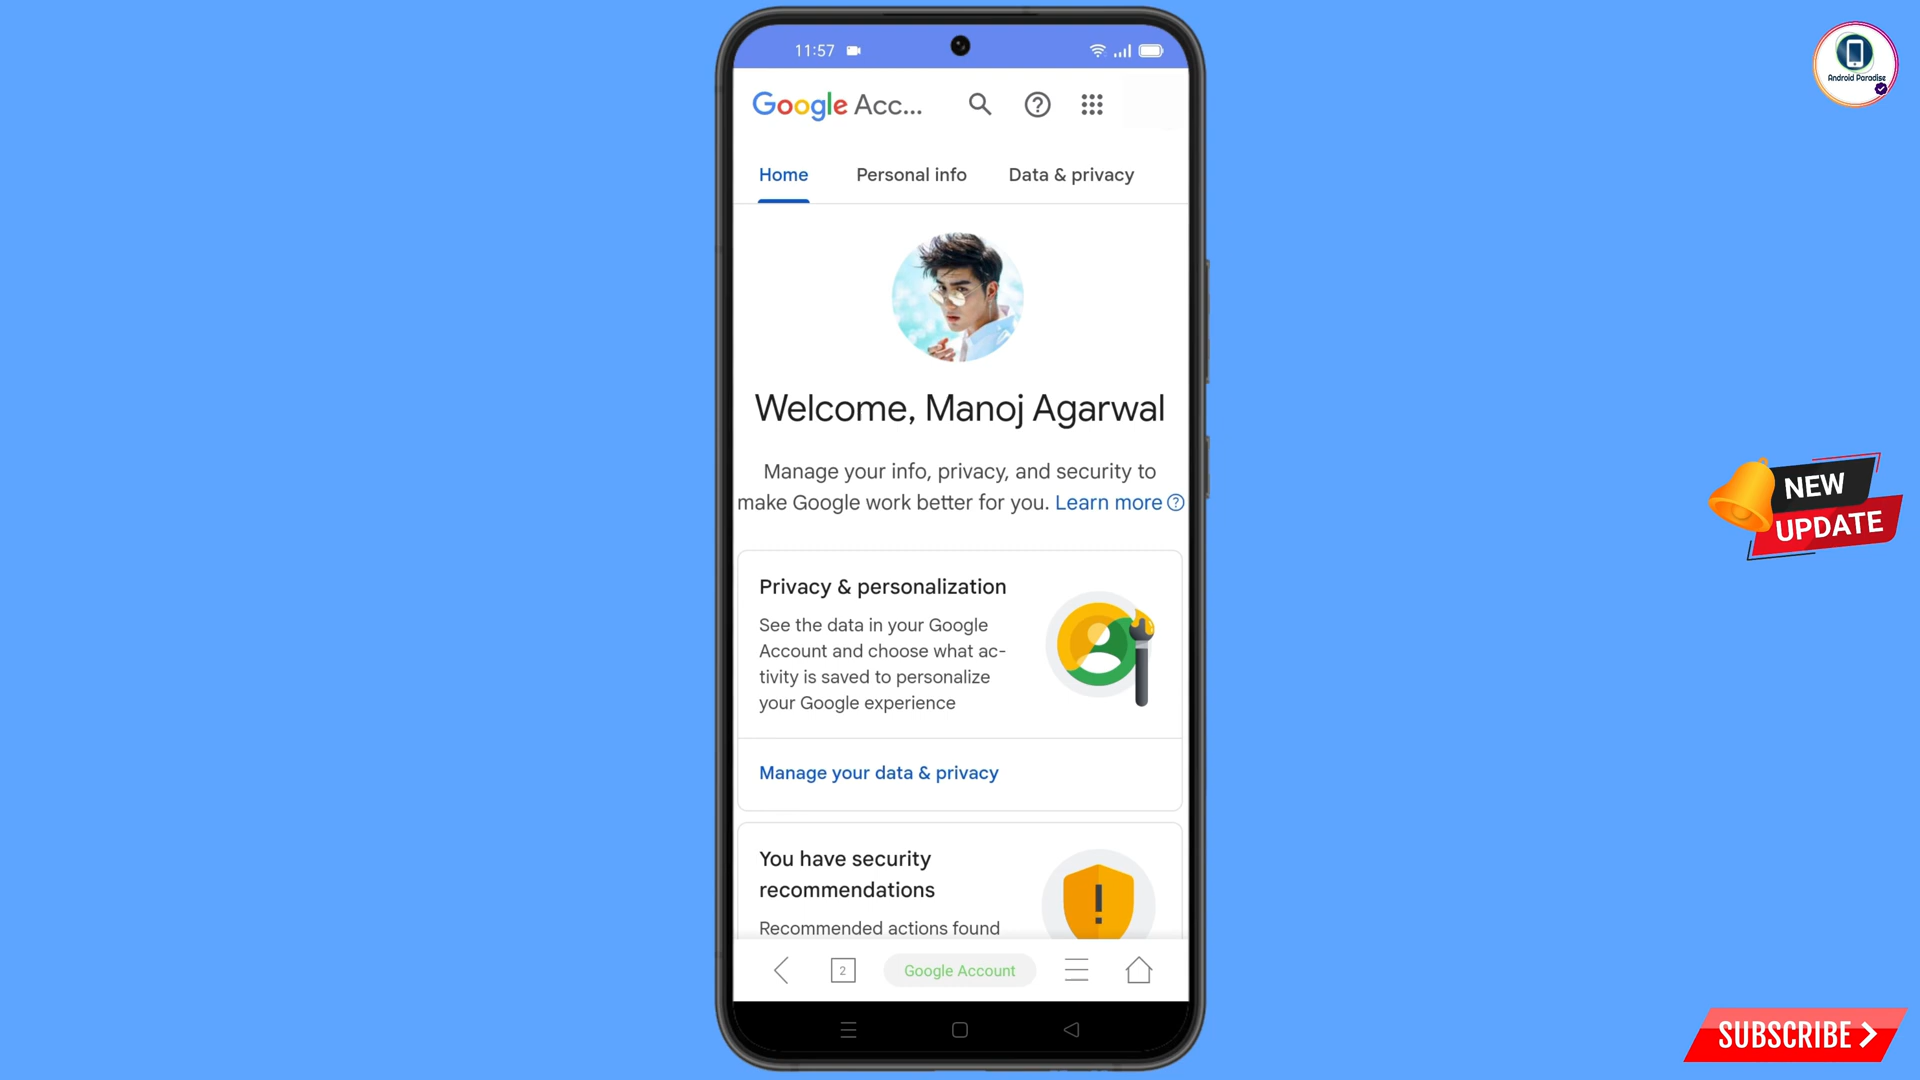 11:57
Google Acc...
Home Personal info Data & privacy
Welcome, Manoj Agarwal
Manage your info, privacy, and security to
make Google work better for you. Learn more
Privacy & personalization
See the data in your Google
Account and choose what ac-
tivity is saved to personalize
your Google experience
Manage your data & privacy
You have security
recommendations
Recommended actions found
2 Google Account
Android Paradise
NEW
UPDATE
SUBSCRIBE